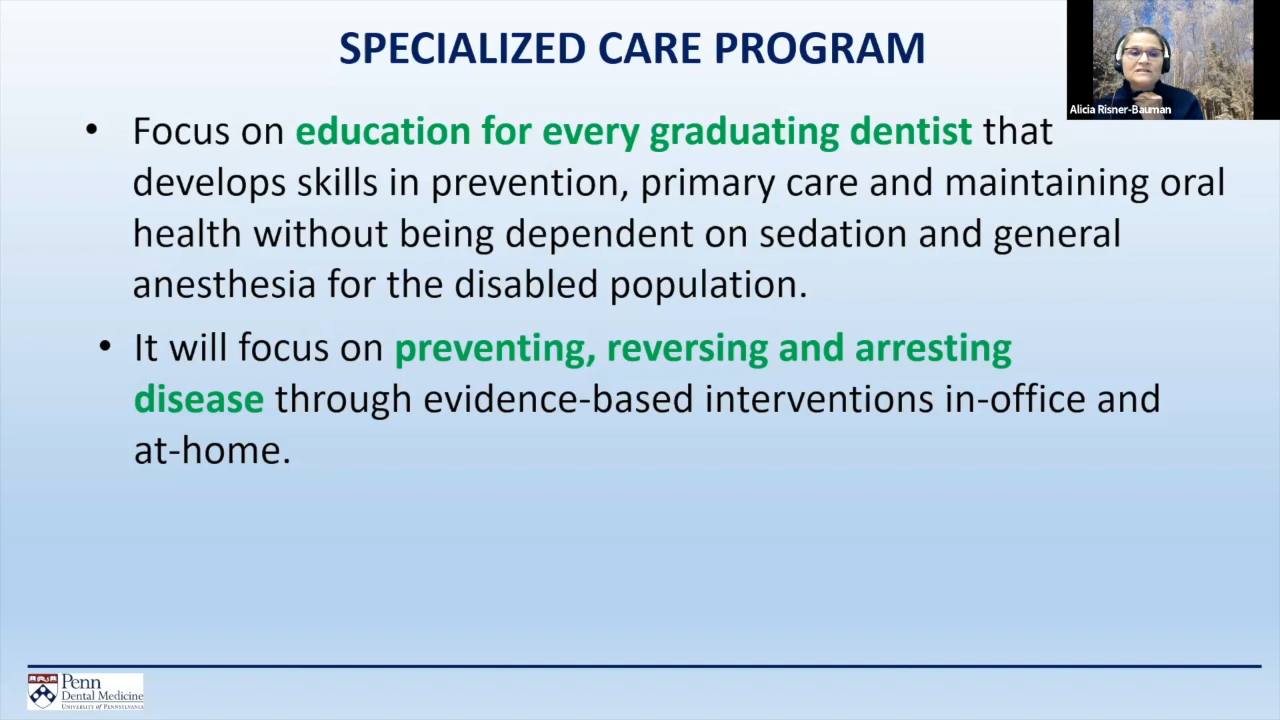 SPECIALIZED CARE PROGRAM
Alicia Risner-Bauman
• Focus on education for every graduating dentist that
develops skills in prevention, primary care and maintaining oral
health without being dependent on sedation and general
anesthesia for the disabled population.
• It will focus on preventing, reversing and arresting
disease through evidence-based interventions in-office and
at-home.
Penn
Dental Medicine
UNIVERSITY OF PENNSYLVANIA